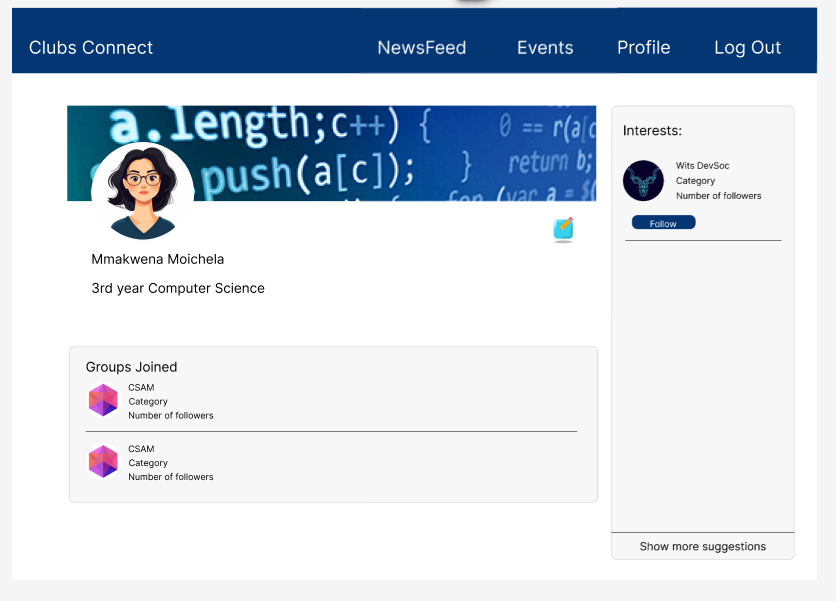 Clubs Connect
NewsFeed
Events
Profile
Log Out
a.length;c++) {
push(a[c]);
}
0 == r(a[c
return b;
(var a = $(
Mmakwena Moichela
3rd year Computer Science
Groups Joined
CSAM
Category
Number of followers
CSAM
Category
Number of followers
Interests:
Wits DevSoc
Category
Number of followers
Follow
Show more suggestions